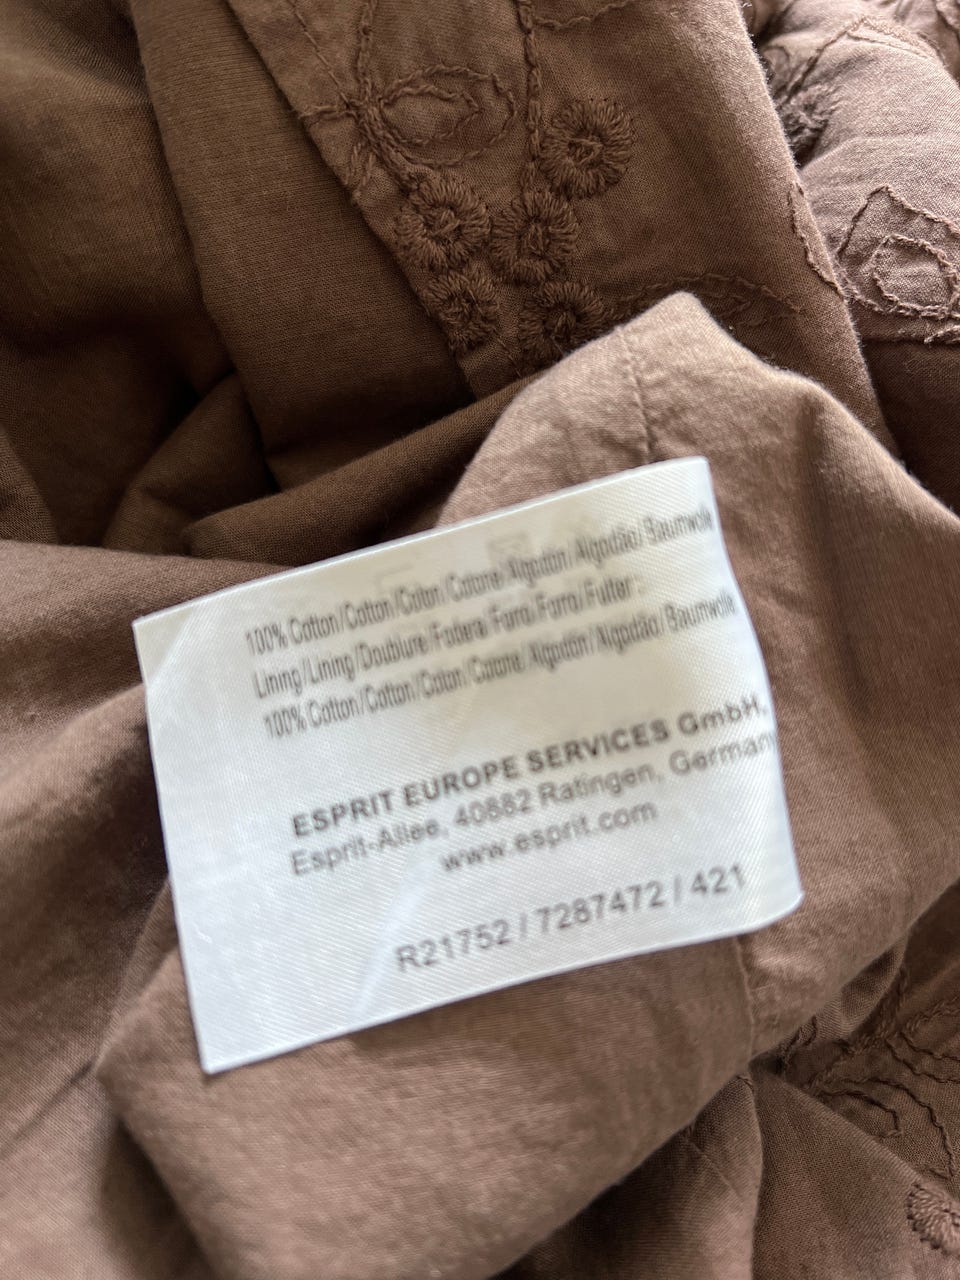 100% Cotton/Cotton/Coton/Cotone/Algodón/Algodão/Baumwolle
Lining/Lining/Doublure/Fodera/Forro/Forro/Futter :
100% Cotton/Cotton/Coton/Cotone/Algodón/Algodão/Baumwolle
ESPRIT EUROPE SERVICES GmbH,
Esprit-Allee, 40882 Ratingen, Germany
www.esprit.com
R21752 / 7287472 / 421